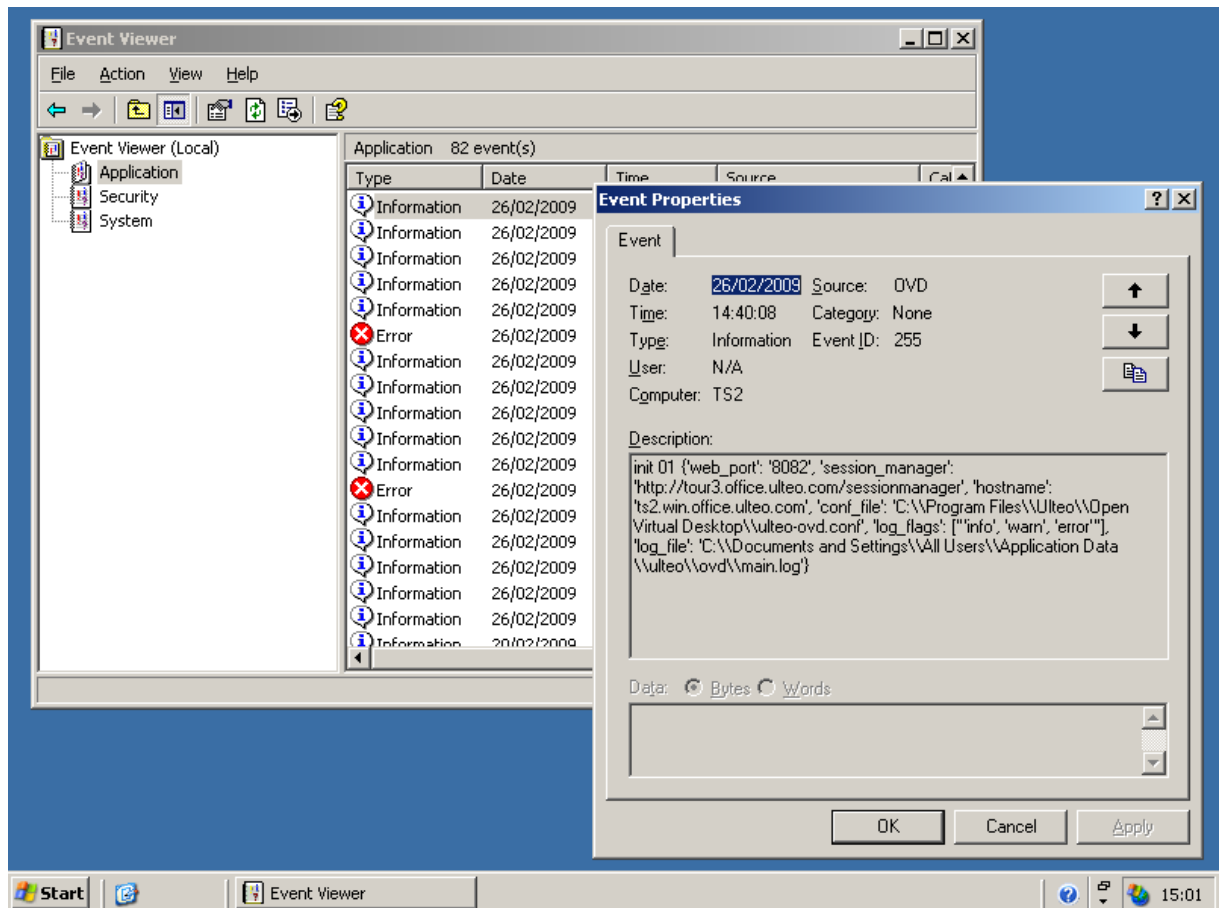 Event Viewer
File Action View Help
Event Viewer (Local)
Application
Security
System
Application 82 event(s)
Type Date Time Source
Information 26/02/2009
Information 26/02/2009
Information 26/02/2009
Information 26/02/2009
Information 26/02/2009
Error 26/02/2009
Information 26/02/2009
Information 26/02/2009
Information 26/02/2009
Information 26/02/2009
Information 26/02/2009
Error 26/02/2009
Information 26/02/2009
Information 26/02/2009
Information 26/02/2009
Information 26/02/2009
Information 26/02/2009
Information 20/02/2009
Event Properties
Event
Date: 26/02/2009 Source: OVD
Time: 14:40:08 Category: None
Type: Information Event ID: 255
User: N/A
Computer: TS2
Description:
init 01 {'web_port': '8082', 'session_manager':
'http://tour3.office.ulteo.com/sessionmanager', 'hostname':
'ts2.win.office.ulteo.com', 'conf_file': 'C:\\Program Files\\Ulteo\\Open
Virtual Desktop\\ulteo-ovd.conf', 'log_flags': ["'info', 'warn', 'error'"],
'log_file': 'C:\\Documents and Settings\\All Users\\Application Data
\\ulteo\\ovd\\main.log'}
Data: Bytes Words
OK Cancel Apply
Start Event Viewer 15:01